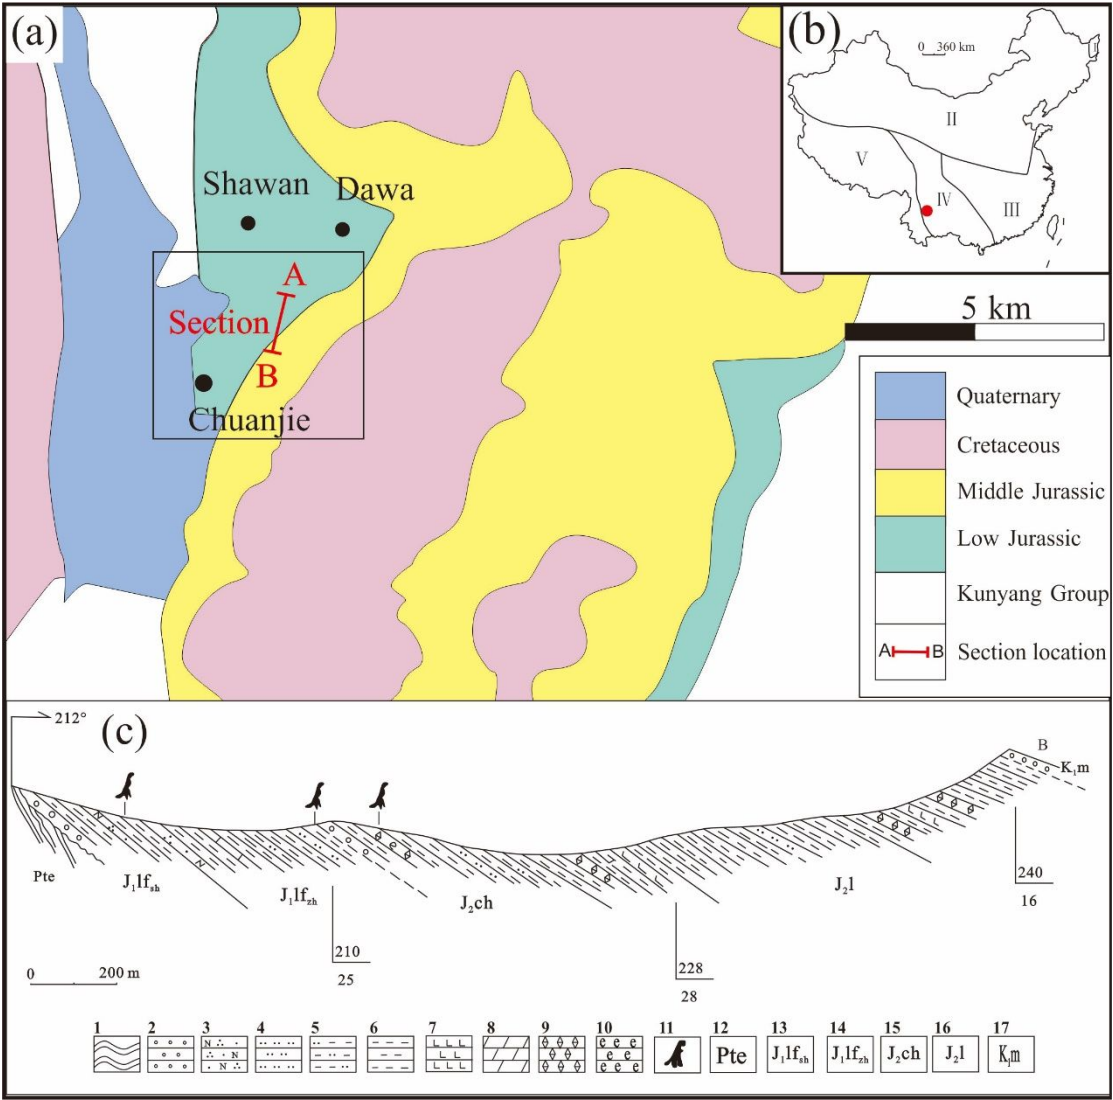 (a)
Shawan
Dawa
A
Section
B
Chuanjie
(b)
0 360 km
I
II
V
IV
III
5 km
Quaternary
Cretaceous
Middle Jurassic
Low Jurassic
Kunyang Group
A B Section location
212°
(c)
B
K₁m
Pte
J₁lfsh
J₁lfzh
J₂ch
J₂l
210
25
228
28
240
16
0 200 m
1 2 3 4 5 6 7 8 9 10 11 12 13 14 15 16 17
N
N
N
L L L
L L
L L L
e e e
e e
e e e
Pte
J₁lfsh
J₁lfzh
J₂ch
J₂l
K₁m